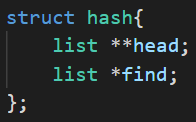 struct hash{
    list **head;
    list *find;
};